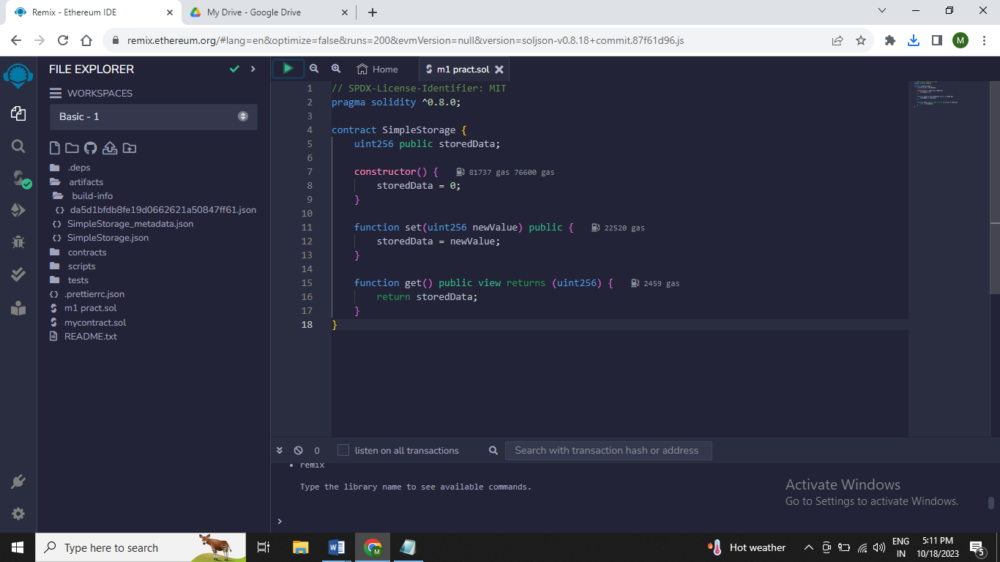 Remix - Ethereum IDE
My Drive - Google Drive
remix.ethereum.org/#lang=en&optimize=false&runs=200&evmVersion=null&version=soljson-v0.8.18+commit.87f61d96.js
M
FILE EXPLORER
WORKSPACES
Basic - 1
.deps
artifacts
build-info
da5d1bfdb8fe19d0662621a50847ff61.json
SimpleStorage_metadata.json
SimpleStorage.json
contracts
scripts
tests
.prettierrc.json
m1 pract.sol
mycontract.sol
README.txt
Home
m1 pract.sol
1 // SPDX-License-Identifier: MIT
2 pragma solidity ^0.8.0;
3
4 contract SimpleStorage {
5 uint256 public storedData;
6
7 constructor() { 81737 gas 76600 gas
8 storedData = 0;
9 }
10
11 function set(uint256 newValue) public { 22520 gas
12 storedData = newValue;
13 }
14
15 function get() public view returns (uint256) { 2459 gas
16 return storedData;
17 }
18 }
0 listen on all transactions Search with transaction hash or address
• remix
Type the library name to see available commands.
>
Activate Windows
Go to Settings to activate Windows.
Type here to search
Hot weather
ENG
IN
5:11 PM
10/18/2023
5